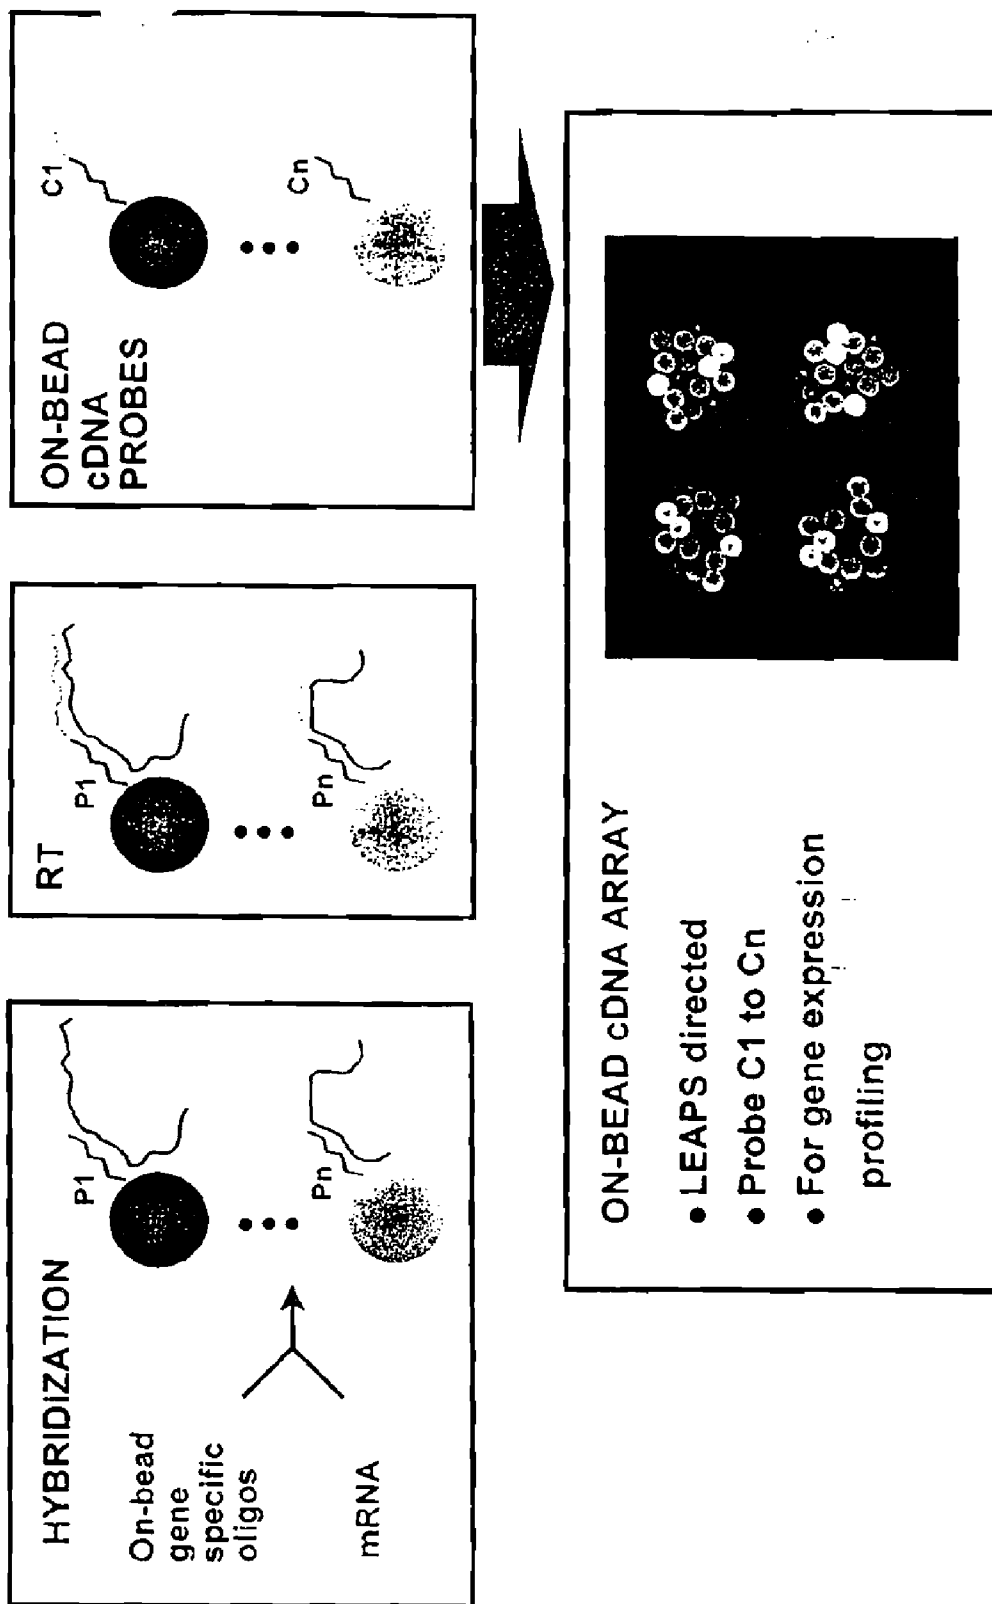 HYBRIDIZATION
On-bead
gene
specific
oligos
mRNA
P1
Pn
RT
P1
Pn
ON-BEAD
cDNA
PROBES
C1
Cn
ON-BEAD cDNA ARRAY
• LEAPS directed
• Probe C1 to Cn
• For gene expression
profiling